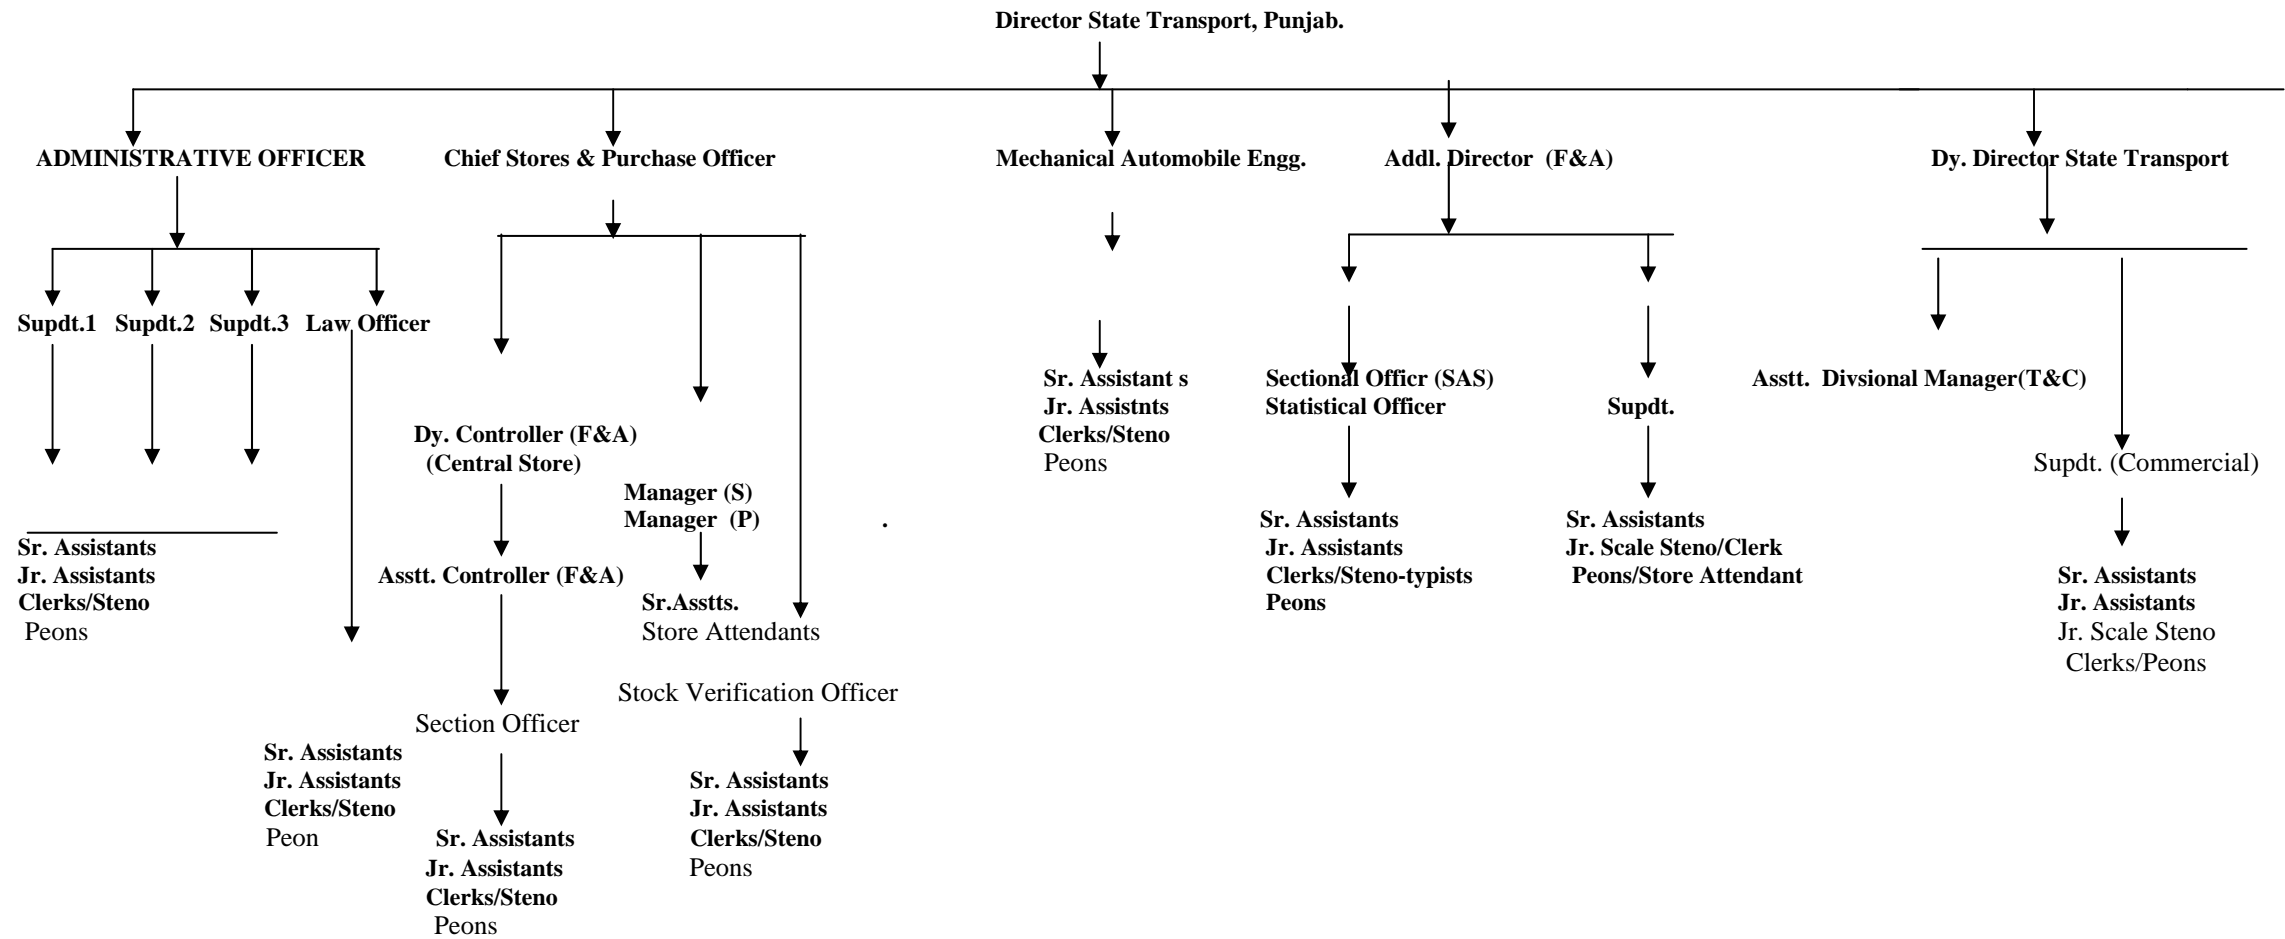 Director State Transport, Punjab.
ADMINISTRATIVE OFFICER
Chief Stores & Purchase Officer
Mechanical Automobile Engg.
Addl. Director (F&A)
Dy. Director State Transport
Supdt.1 Supdt.2 Supdt.3 Law Officer
Sr. Assistants
Jr. Assistants
Clerks/Steno
Peons
Sr. Assistants
Jr. Assistants
Clerks/Steno
Peon
Dy. Controller (F&A)
(Central Store)
Asstt. Controller (F&A)
Section Officer
Sr. Assistants
Jr. Assistants
Clerks/Steno
Peons
Manager (S)
Manager (P) .
Sr.Asstts.
Store Attendants
Stock Verification Officer
Sr. Assistants
Jr. Assistants
Clerks/Steno
Peons
Sr. Assistant s
Jr. Assistnts
Clerks/Steno
Peons
Sectional Officr (SAS)
Statistical Officer
Sr. Assistants
Jr. Assistants
Clerks/Steno-typists
Peons
Supdt.
Sr. Assistants
Jr. Scale Steno/Clerk
Peons/Store Attendant
Asstt. Divsional Manager(T&C)
Supdt. (Commercial)
Sr. Assistants
Jr. Assistants
Jr. Scale Steno
Clerks/Peons